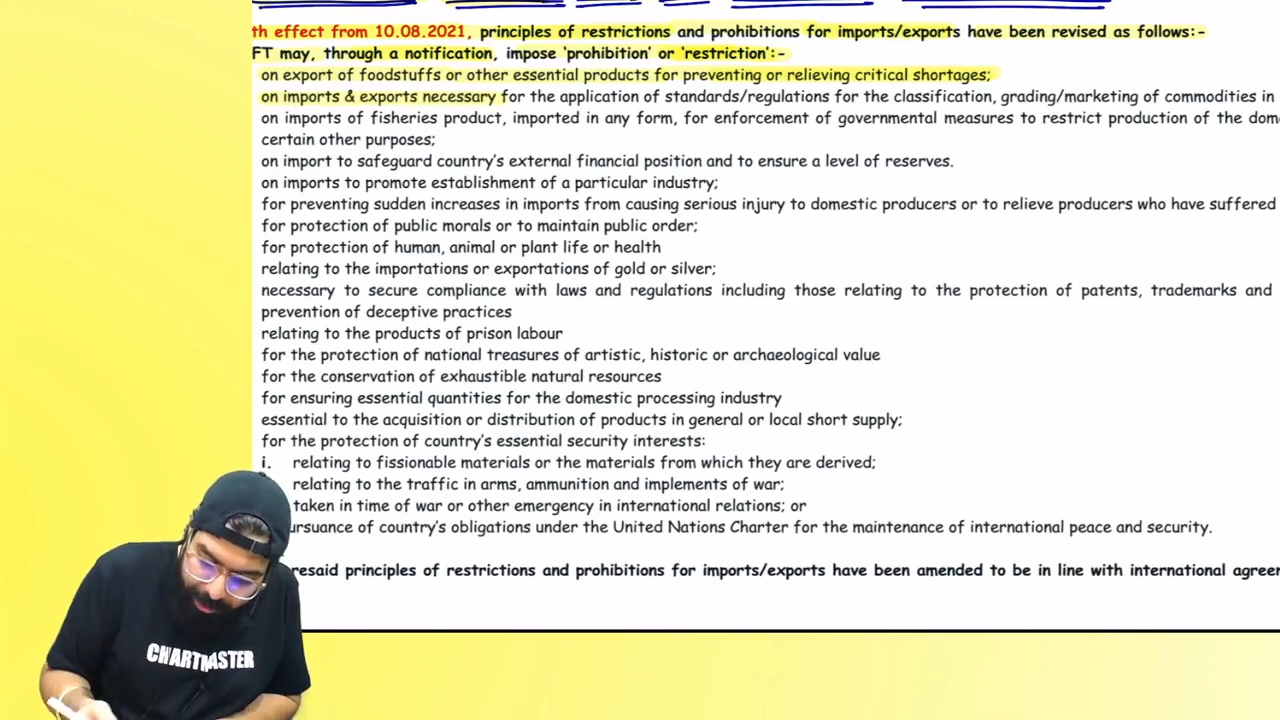 th effect from 10.08.2021, principles of restrictions and prohibitions for imports/exports have been revised as follows:-
FT may, through a notification, impose ‘prohibition’ or ‘restriction’:-
on export of foodstuffs or other essential products for preventing or relieving critical shortages;
on imports & exports necessary for the application of standards/regulations for the classification, grading/marketing of commodities in
on imports of fisheries product, imported in any form, for enforcement of governmental measures to restrict production of the dom
certain other purposes;
on import to safeguard country’s external financial position and to ensure a level of reserves.
on imports to promote establishment of a particular industry;
for preventing sudden increases in imports from causing serious injury to domestic producers or to relieve producers who have suffered
for protection of public morals or to maintain public order;
for protection of human, animal or plant life or health
relating to the importations or exportations of gold or silver;
necessary to secure compliance with laws and regulations including those relating to the protection of patents, trademarks and
prevention of deceptive practices
relating to the products of prison labour
for the protection of national treasures of artistic, historic or archaeological value
for the conservation of exhaustible natural resources
for ensuring essential quantities for the domestic processing industry
essential to the acquisition or distribution of products in general or local short supply;
for the protection of country’s essential security interests:
i. relating to fissionable materials or the materials from which they are derived;
relating to the traffic in arms, ammunition and implements of war;
taken in time of war or other emergency in international relations; or
ursuance of country’s obligations under the United Nations Charter for the maintenance of international peace and security.
resaid principles of restrictions and prohibitions for imports/exports have been amended to be in line with international agreer
CHARTMASTER